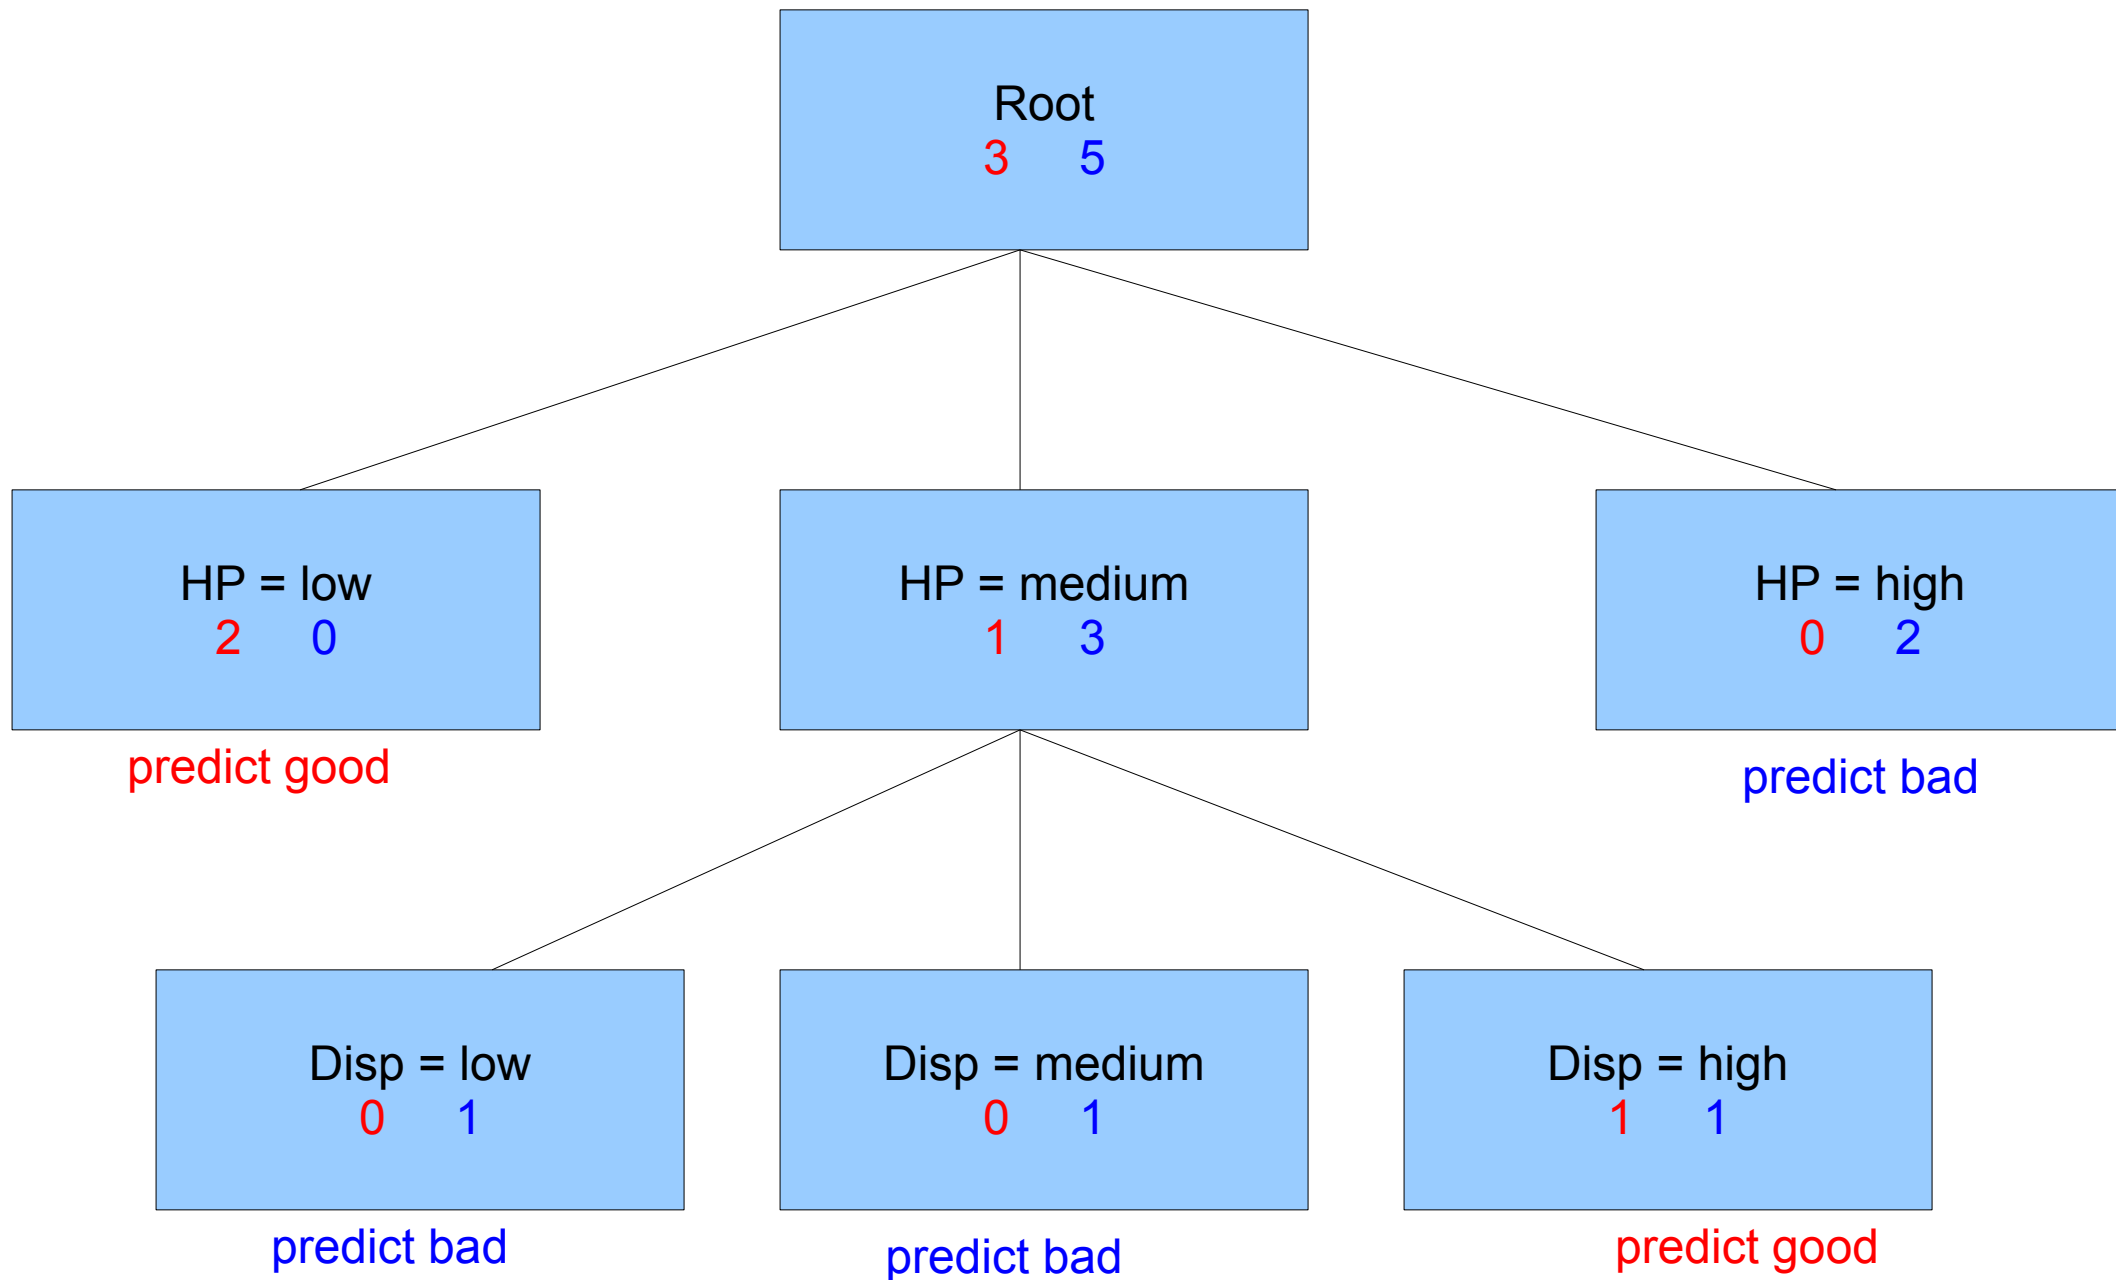 Root
3 5
HP = low
2 0
HP = medium
1 3
HP = high
0 2
predict good
predict bad
Disp = low
0 1
Disp = medium
0 1
Disp = high
1 1
predict bad
predict bad
predict good